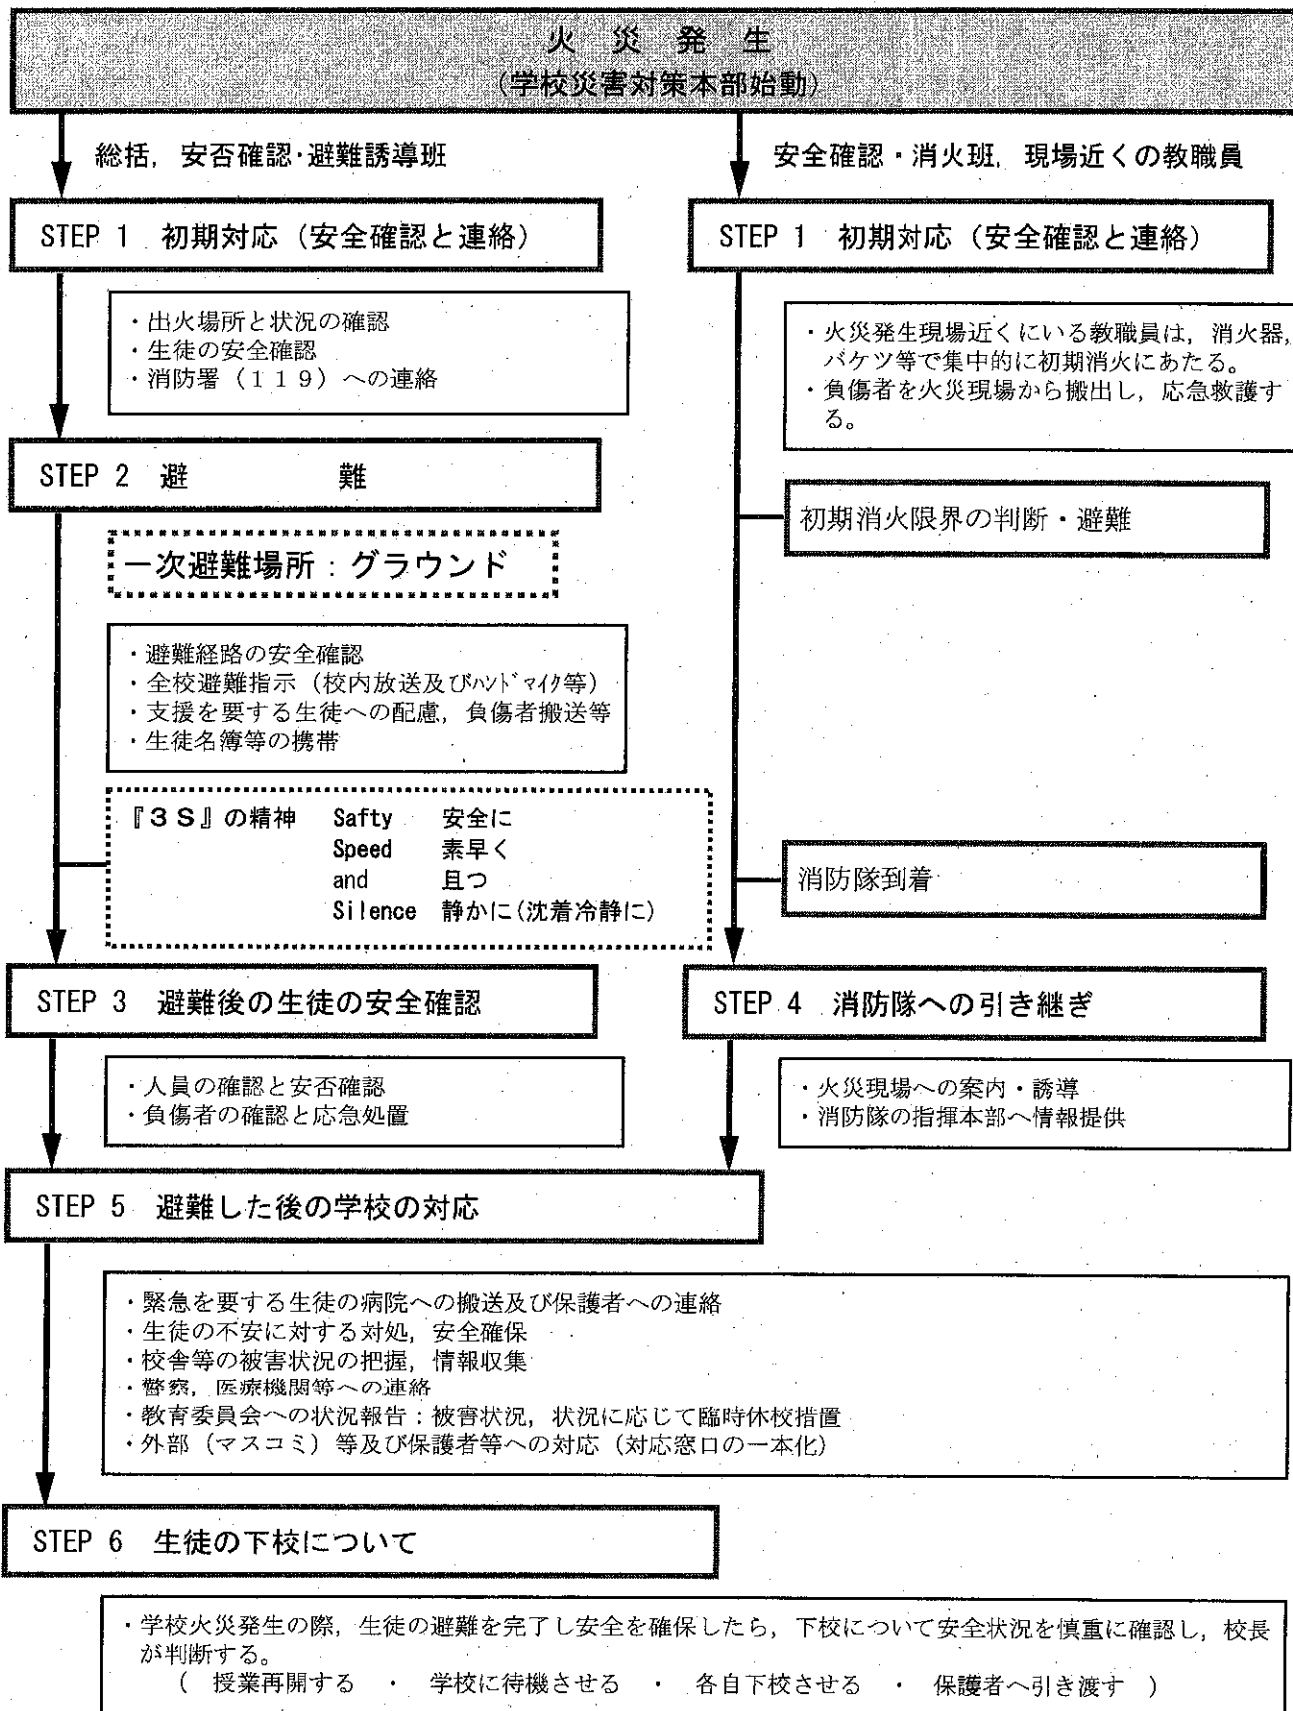 火災発生
(学校災害対策本部始動)
総括，安否確認・避難誘導班
STEP 1 初期対応（安全確認と連絡）
・出火場所と状況の確認
・生徒の安全確認
・消防署（１１９）への連絡
STEP 2 避　　　難
一次避難場所：グラウンド
・避難経路の安全確認
・全校避難指示（校内放送及びﾊﾝﾄﾞﾏｲｸ等）
・支援を要する生徒への配慮，負傷者搬送等
・生徒名簿等の携帯
『３Ｓ』の精神　Safty　安全に
Speed　素早く
and　且つ
Silence　静かに(沈着冷静に)
STEP 3 避難後の生徒の安全確認
・人員の確認と安否確認
・負傷者の確認と応急処置
安全確認・消火班，現場近くの教職員
STEP 1 初期対応（安全確認と連絡）
・火災発生現場近くにいる教職員は，消火器，
バケツ等で集中的に初期消火にあたる。
・負傷者を火災現場から搬出し，応急救護す
る。
初期消火限界の判断・避難
消防隊到着
STEP 4 消防隊への引き継ぎ
・火災現場への案内・誘導
・消防隊の指揮本部へ情報提供
STEP 5 避難した後の学校の対応
・緊急を要する生徒の病院への搬送及び保護者への連絡
・生徒の不安に対する対処，安全確保
・校舎等の被害状況の把握，情報収集
・警察，医療機関等への連絡
・教育委員会への状況報告：被害状況，状況に応じて臨時休校措置
・外部（マスコミ）等及び保護者等への対応（対応窓口の一本化）
STEP 6 生徒の下校について
・学校火災発生の際，生徒の避難を完了し安全を確保したら，下校について安全状況を慎重に確認し，校長
が判断する。
（　授業再開する　・　学校に待機させる　・　各自下校させる　・　保護者へ引き渡す　）